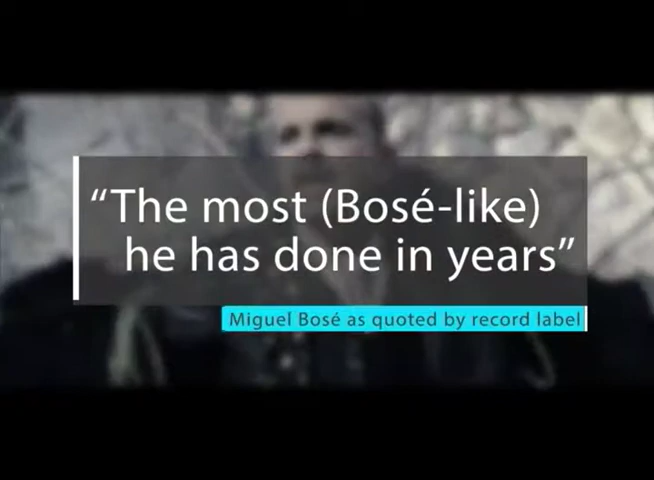 “The most (Bosé-like)
he has done in years”
Miguel Bosé as quoted by record label